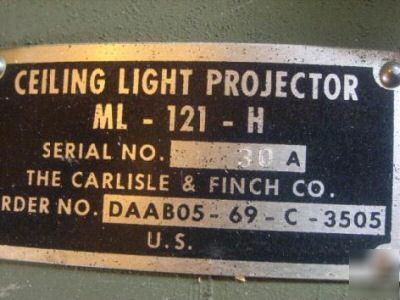 CEILING LIGHT PROJECTOR
ML - 121 - H
SERIAL NO. 30 A
THE CARLISLE & FINCH CO.
RDER NO. DAAB05 - 69 - C - 3505
U.S.